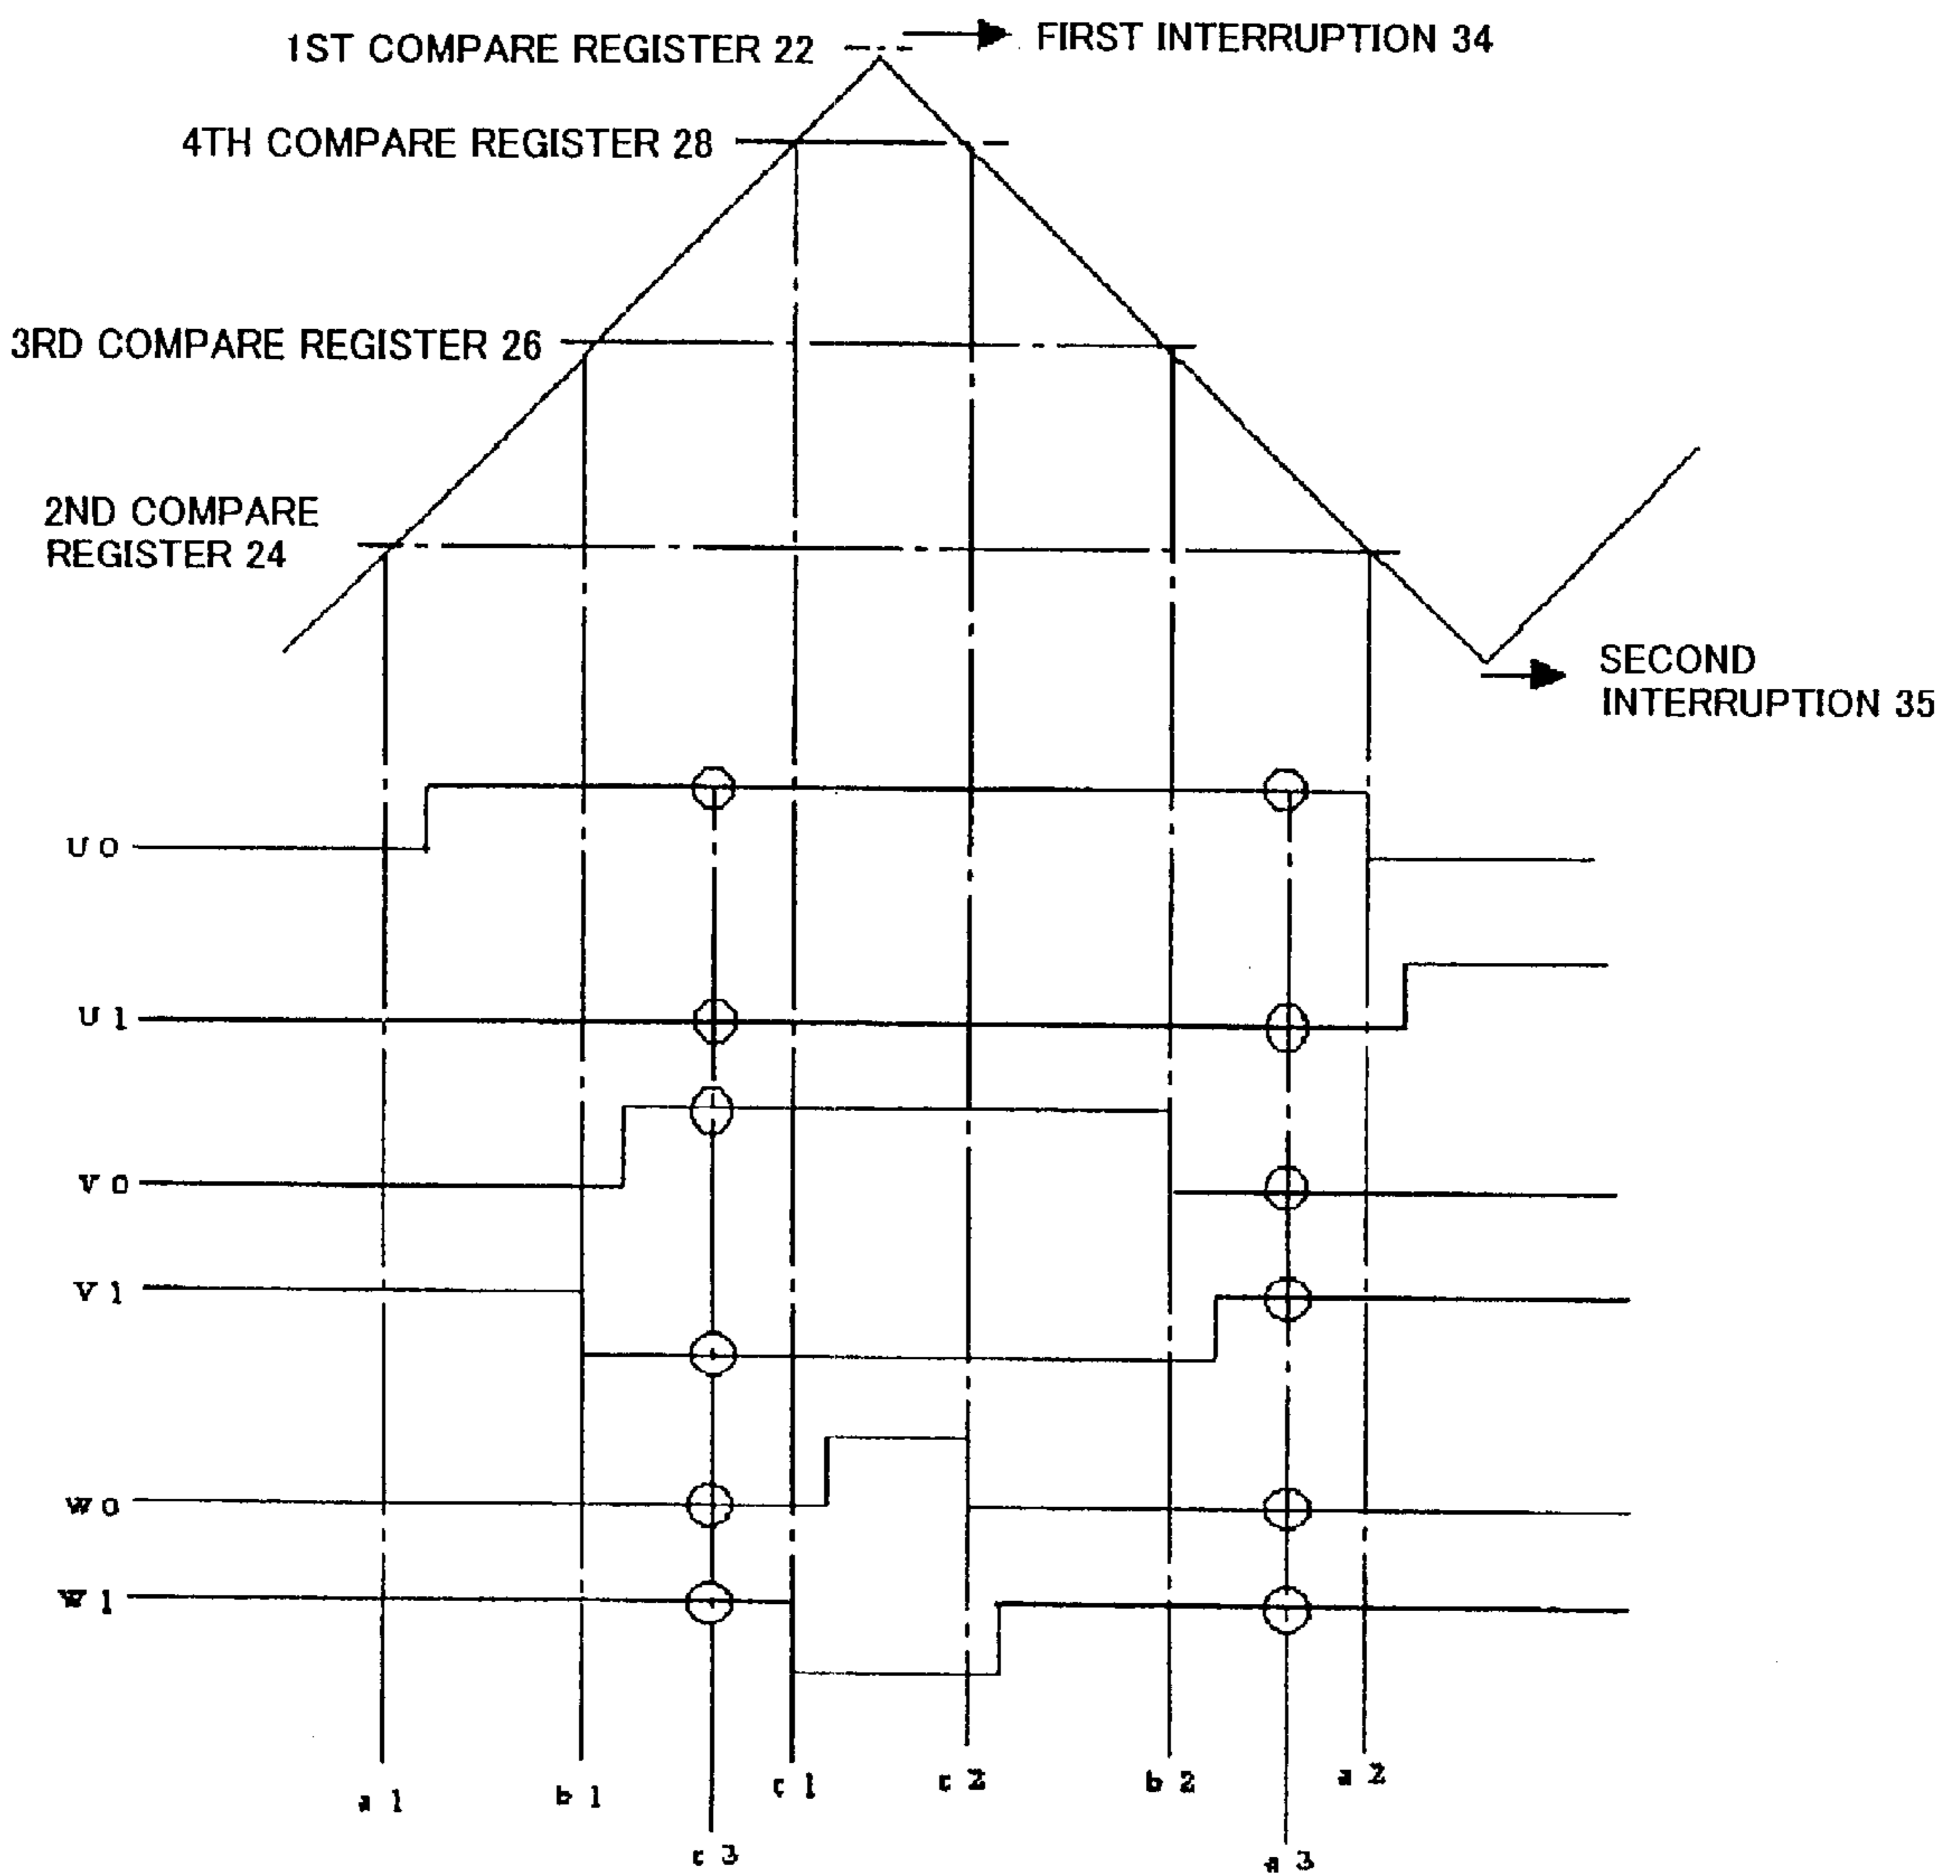 1ST COMPARE REGISTER 22
FIRST INTERRUPTION 34
4TH COMPARE REGISTER 28
3RD COMPARE REGISTER 26
2ND COMPARE
REGISTER 24
SECOND
INTERRUPTION 35
U0
U1
V0
V1
W0
W1
a1
b1
c1
c2
b2
a2
c3
a3